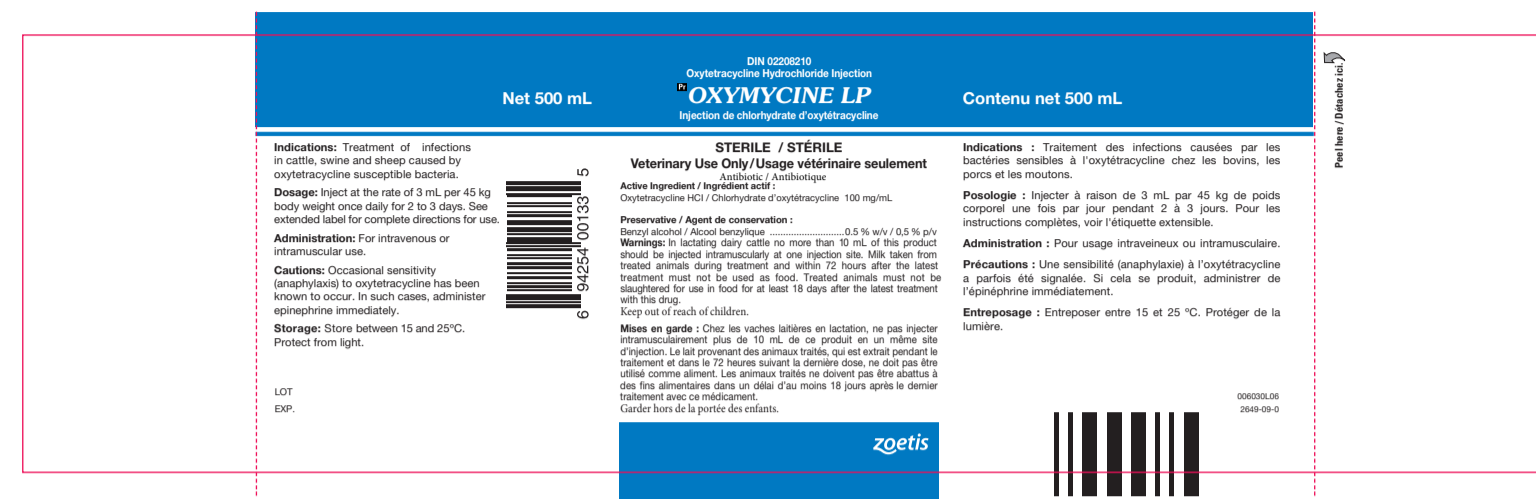 DIN 02208210
Oxytetracycline Hydrochloride Injection
Net 500 mL
Pr OXYMYCINE LP
Contenu net 500 mL
Injection de chlorhydrate d'oxytétracycline
Indications: Treatment of infections
in cattle, swine and sheep caused by
oxytetracycline susceptible bacteria.
Dosage: Inject at the rate of 3 mL per 45 kg
body weight once daily for 2 to 3 days. See
extended label for complete directions for use.
Administration: For intravenous or
intramuscular use.
Cautions: Occasional sensitivity
(anaphylaxis) to oxytetracycline has been
known to occur. In such cases, administer
epinephrine immediately.
Storage: Store between 15 and 25ºC.
Protect from light.
LOT
EXP.
6 94254 00133 5
STERILE / STÉRILE
Veterinary Use Only/Usage vétérinaire seulement
Antibiotic / Antibiotique
Active Ingredient / Ingrédient actif :
Oxytetracycline HCl / Chlorhydrate d'oxytétracycline 100 mg/mL
Preservative / Agent de conservation :
Benzyl alcohol / Alcool benzylique ............................0.5 % w/v / 0,5 % p/v
Warnings: In lactating dairy cattle no more than 10 mL of this product
should be injected intramuscularly at one injection site. Milk taken from
treated animals during treatment and within 72 hours after the latest
treatment must not be used as food. Treated animals must not be
slaughtered for use in food for at least 18 days after the latest treatment
with this drug.
Keep out of reach of children.
Mises en garde : Chez les vaches laitières en lactation, ne pas injecter
intramusculairement plus de 10 mL de ce produit en un même site
d'injection. Le lait provenant des animaux traités, qui est extrait pendant le
traitement et dans le 72 heures suivant la dernière dose, ne doit pas être
utilisé comme aliment. Les animaux traités ne doivent pas être abattus à
des fins alimentaires dans un délai d'au moins 18 jours après le dernier
traitement avec ce médicament.
Garder hors de la portée des enfants.
zoetis
Indications : Traitement des infections causées par les
bactéries sensibles à l'oxytétracycline chez les bovins, les
porcs et les moutons.
Posologie : Injecter à raison de 3 mL par 45 kg de poids
corporel une fois par jour pendant 2 à 3 jours. Pour les
instructions complètes, voir l'étiquette extensible.
Administration : Pour usage intraveineux ou intramusculaire.
Précautions : Une sensibilité (anaphylaxie) à l'oxytétracycline
a parfois été signalée. Si cela se produit, administrer de
l'épinéphrine immédiatement.
Entreposage : Entreposer entre 15 et 25 ºC. Protéger de la
lumière.
006030L06
2649-09-0
Peel here / Détachez ici.